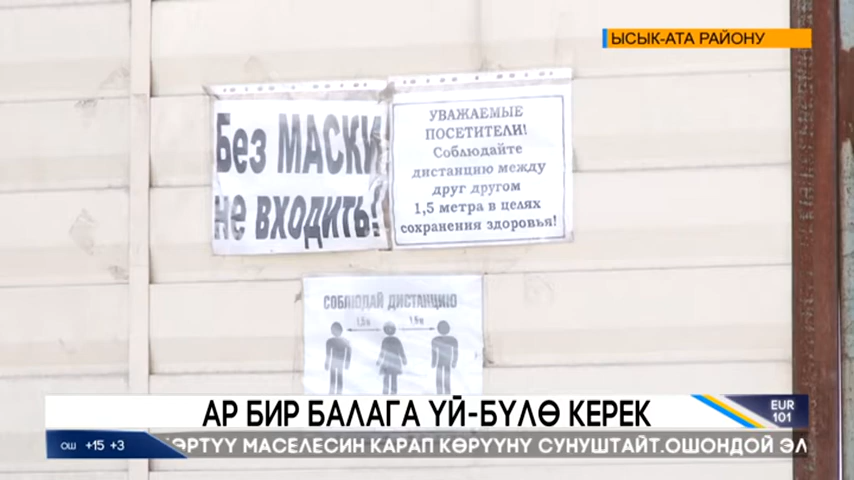 ЫСЫК-АТА РАЙОНУ
Без МАСКИ
не ВХОДИТЬ!
УВАЖАЕМЫЕ
ПОСЕТИТЕЛИ!
Соблюдайте
дистанцию между
друг другом
1,5 метра в целях
сохранения здоровья!
СОБЛЮДАЙ ДИСТАНЦИЮ
1,5м 1,5м
АР БИР БАЛАГА ҮЙ-БҮЛӨ КЕРЕК
EUR
101
ОШ +15 +3
МАСЕЛЕСИН КАРАП КӨРҮҮНҮ СУНУШТАЙТ.ОШОНДОЙ ЭЛ